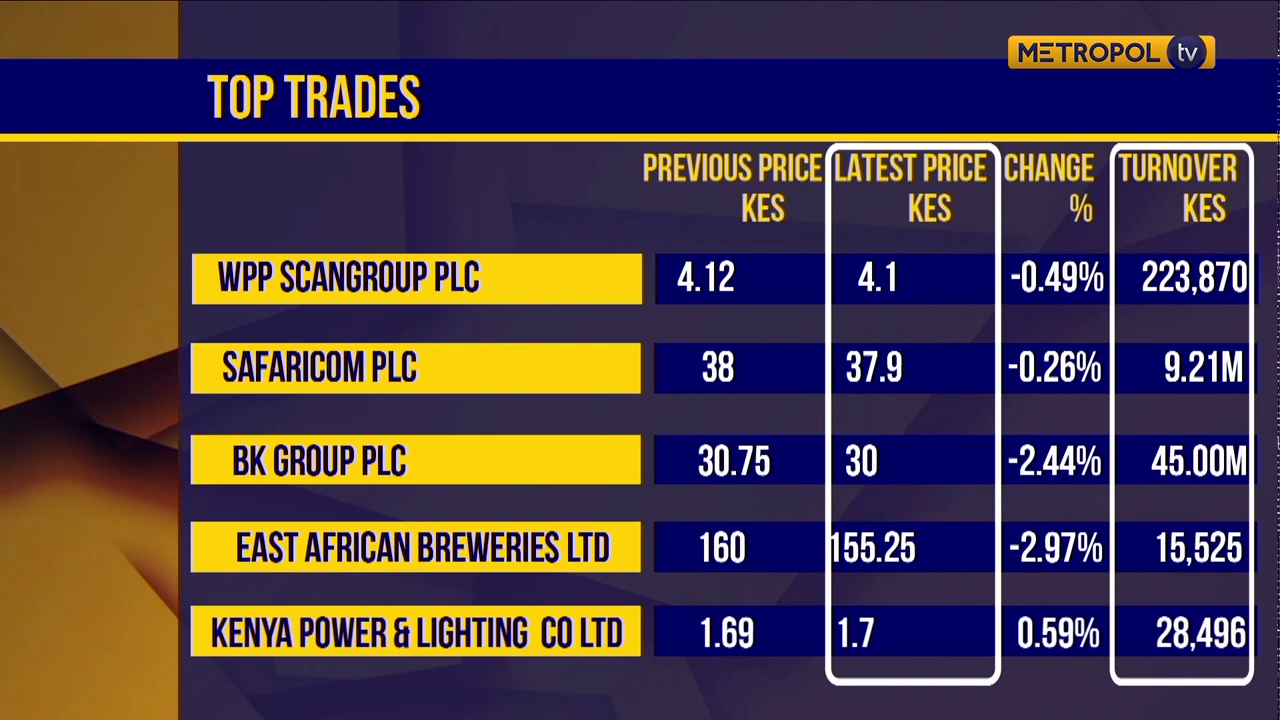 METROPOL tv
TOP TRADES
PREVIOUS PRICE KES LATEST PRICE KES CHANGE % TURNOVER KES
WPP SCANGROUP PLC 4.12 4.1 -0.49% 223,870
SAFARICOM PLC 38 37.9 -0.26% 9.21M
BK GROUP PLC 30.75 30 -2.44% 45.00M
EAST AFRICAN BREWERIES LTD 160 155.25 -2.97% 15,525
KENYA POWER & LIGHTING CO LTD 1.69 1.7 0.59% 28,496